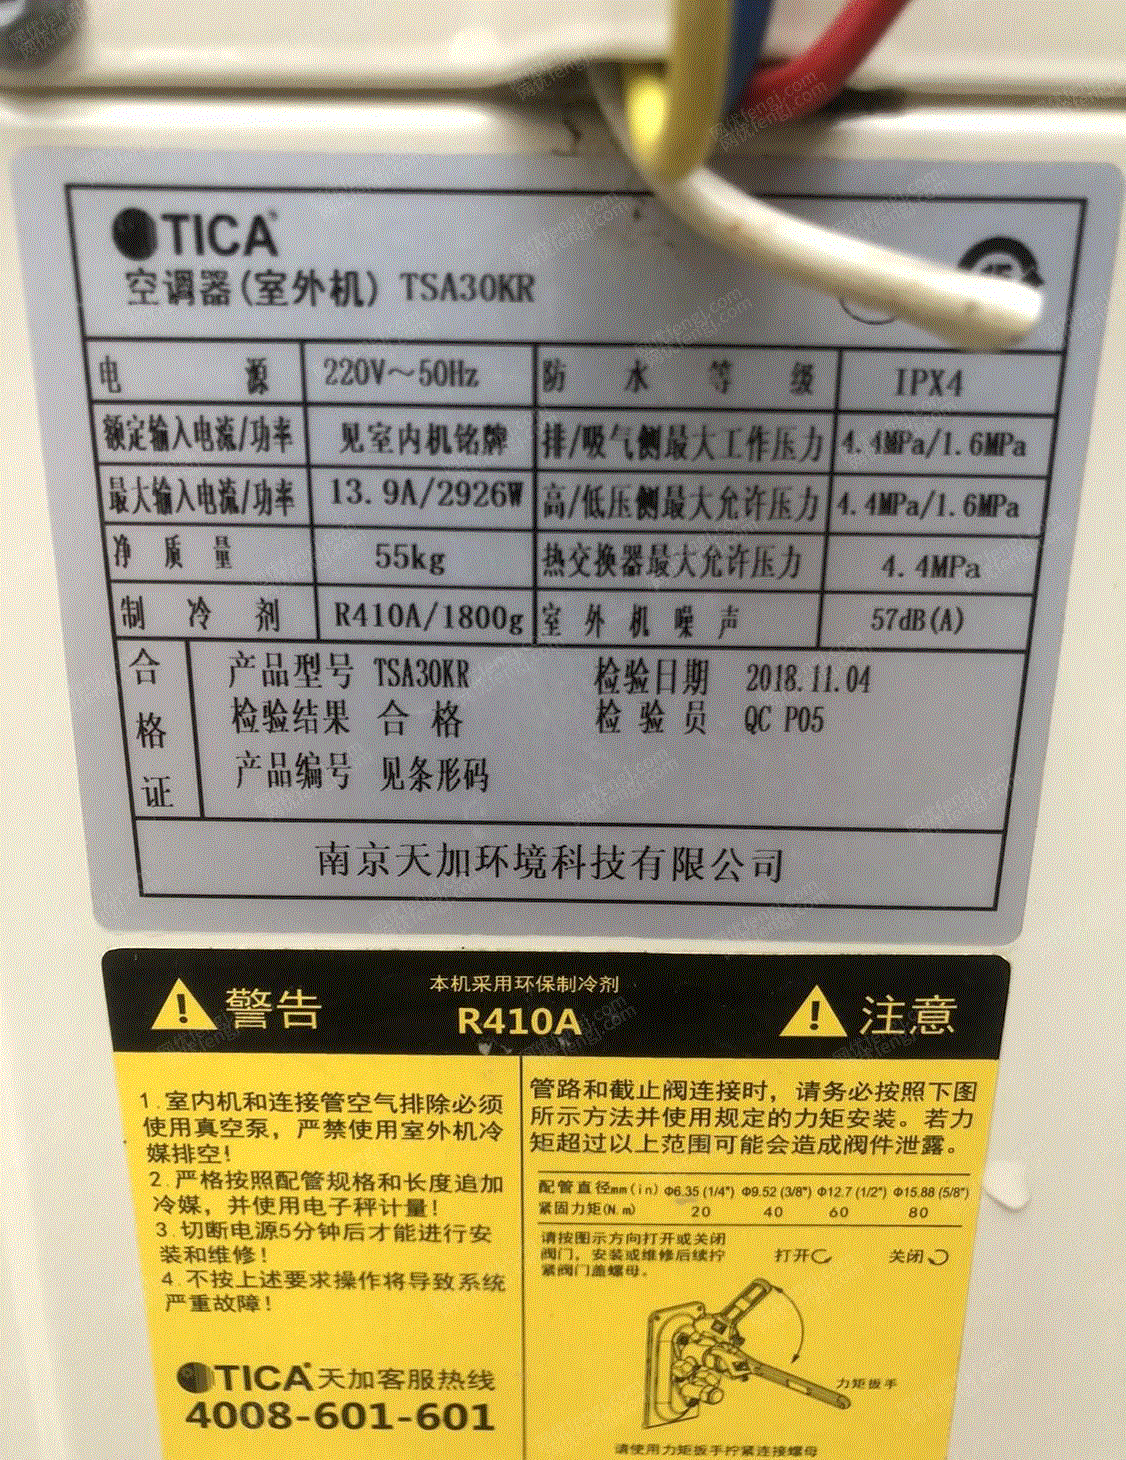 TICA
空调器(室外机) TSA30KR
电 源 220V～50Hz 防 水 等 级 IPX4
额定输入电流/功率 见室内机铭牌 排/吸气侧最大工作压力 4.4MPa/1.6MPa
最大输入电流/功率 13.9A/2926W 高/低压侧最大允许压力 4.4MPa/1.6MPa
净 质 量 55kg 热交换器最大允许压力 4.4MPa
制 冷 剂 R410A/1800g 室 外 机 噪 声 57dB(A)
合格证
产品型号 TSA30KR 检验日期 2018.11.04
检验结果 合 格 检 验 员 QC P05
产品编号 见条形码
南京天加环境科技有限公司
警告
本机采用环保制冷剂
R410A
注意
1.室内机和连接管空气排除必须
使用真空泵，严禁使用室外机冷
媒排空!
2.严格按照配管规格和长度追加
冷媒，并使用电子秤计量!
3.切断电源5分钟后才能进行安
装和维修!
4.不按上述要求操作将导致系统
严重故障!
TICA 天加客服热线
4008-601-601
管路和截止阀连接时，请务必按照下图
所示方法并使用规定的力矩安装。若力
矩超过以上范围可能会造成阀件泄露。
配管直径mm(in) Φ6.35 (1/4") Φ9.52 (3/8") Φ12.7 (1/2") Φ15.88 (5/8")
紧固力矩(N.m) 20 40 60 80
请按图示方向打开或关闭
阀门，安装或维修后续拧
紧阀门盖螺母。
打开 关闭
力矩扳手
请使用力矩扳手拧紧连接螺母